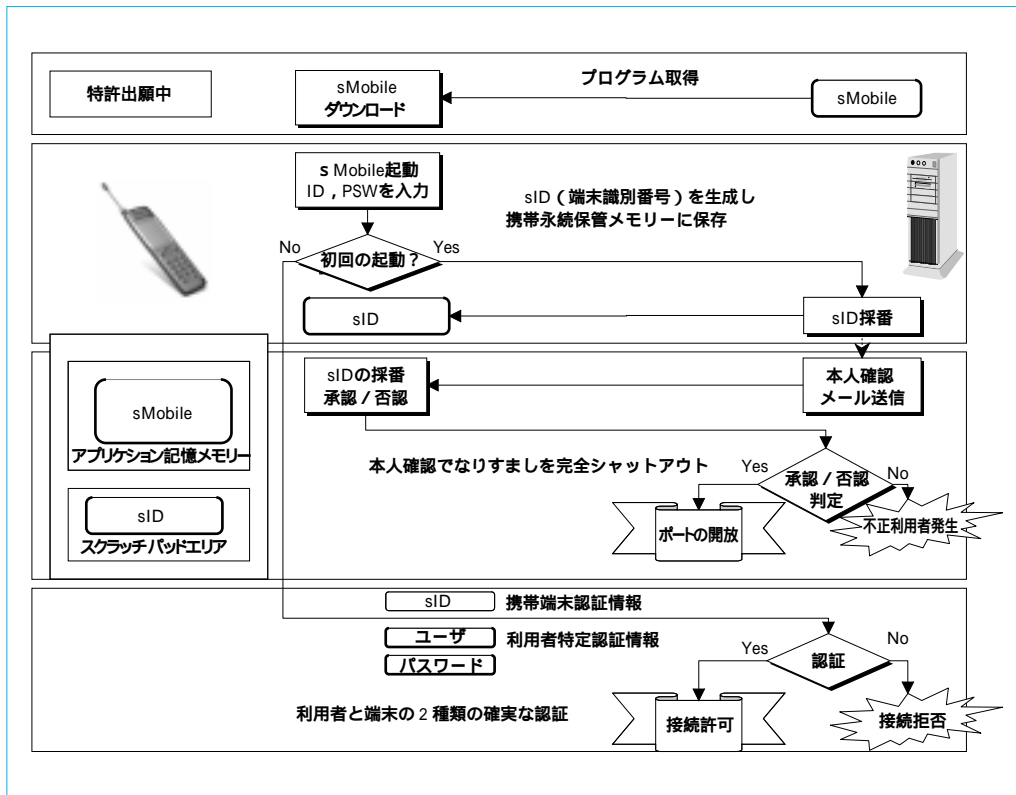 特許出願中
sMobile
ダウンロード
プログラム取得
sMobile
s Mobile起動
ID , PSWを入力
sID（端末識別番号）を生成し
携帯永続保管メモリーに保存
No
初回の起動？
Yes
sID
sID採番
sIDの採番
承認 / 否認
本人確認
メール送信
sMobile
アプリケーション記憶メモリー
sID
スクラッチパッドエリア
本人確認でなりすましを完全シャットアウト
Yes
承認 / 否認
判定
No
ポートの開放
不正利用者発生
sID
携帯端末認証情報
ユーザ
利用者特定認証情報
パスワード
Yes
認証
No
利用者と端末の２種類の確実な認証
接続許可
接続拒否